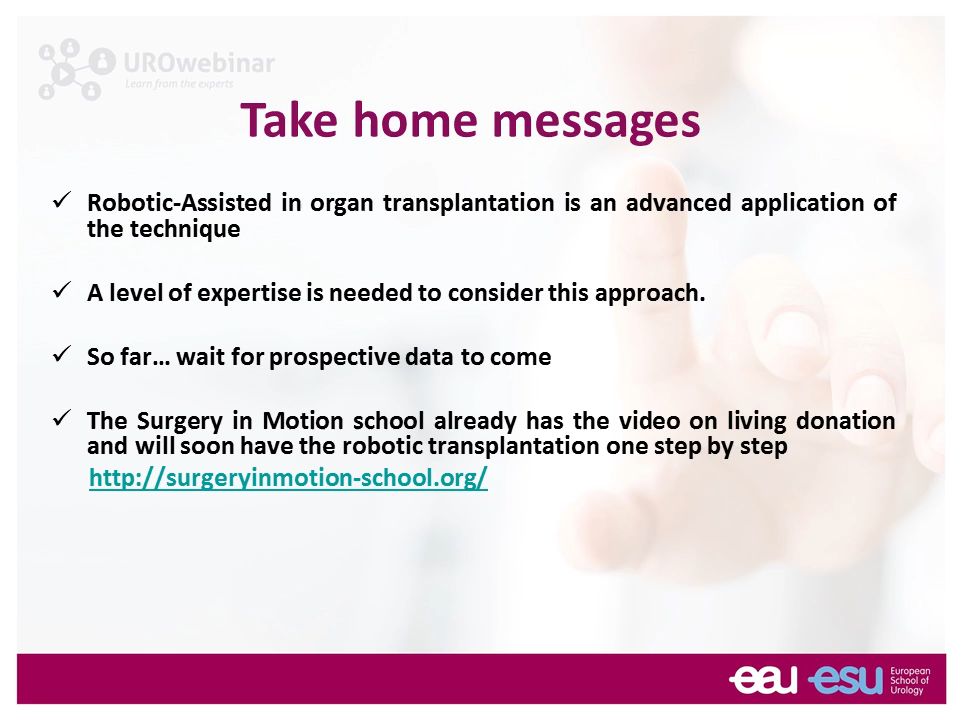 UROwebinar
Learn from the experts
Take home messages
✓ Robotic-Assisted in organ transplantation is an advanced application of
the technique
✓ A level of expertise is needed to consider this approach.
✓ So far... wait for prospective data to come
✓ The Surgery in Motion school already has the video on living donation
and will soon have the robotic transplantation one step by step
http://surgeryinmotion-school.org/
eau esu European
School of
Urology